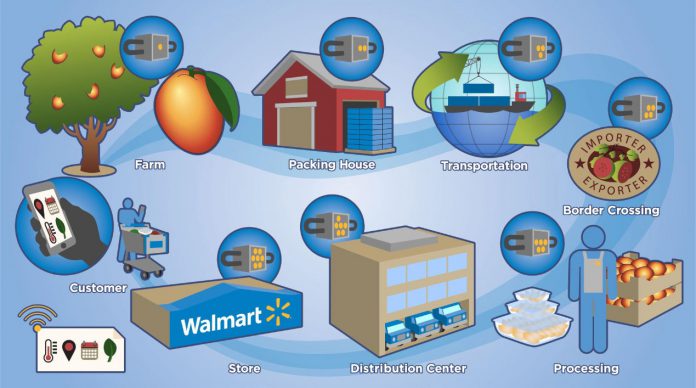 Farm
Packing House
Transportation
IMPORTER
EXPORTER
Border Crossing
Customer
Walmart
Store
Distribution Center
Processing